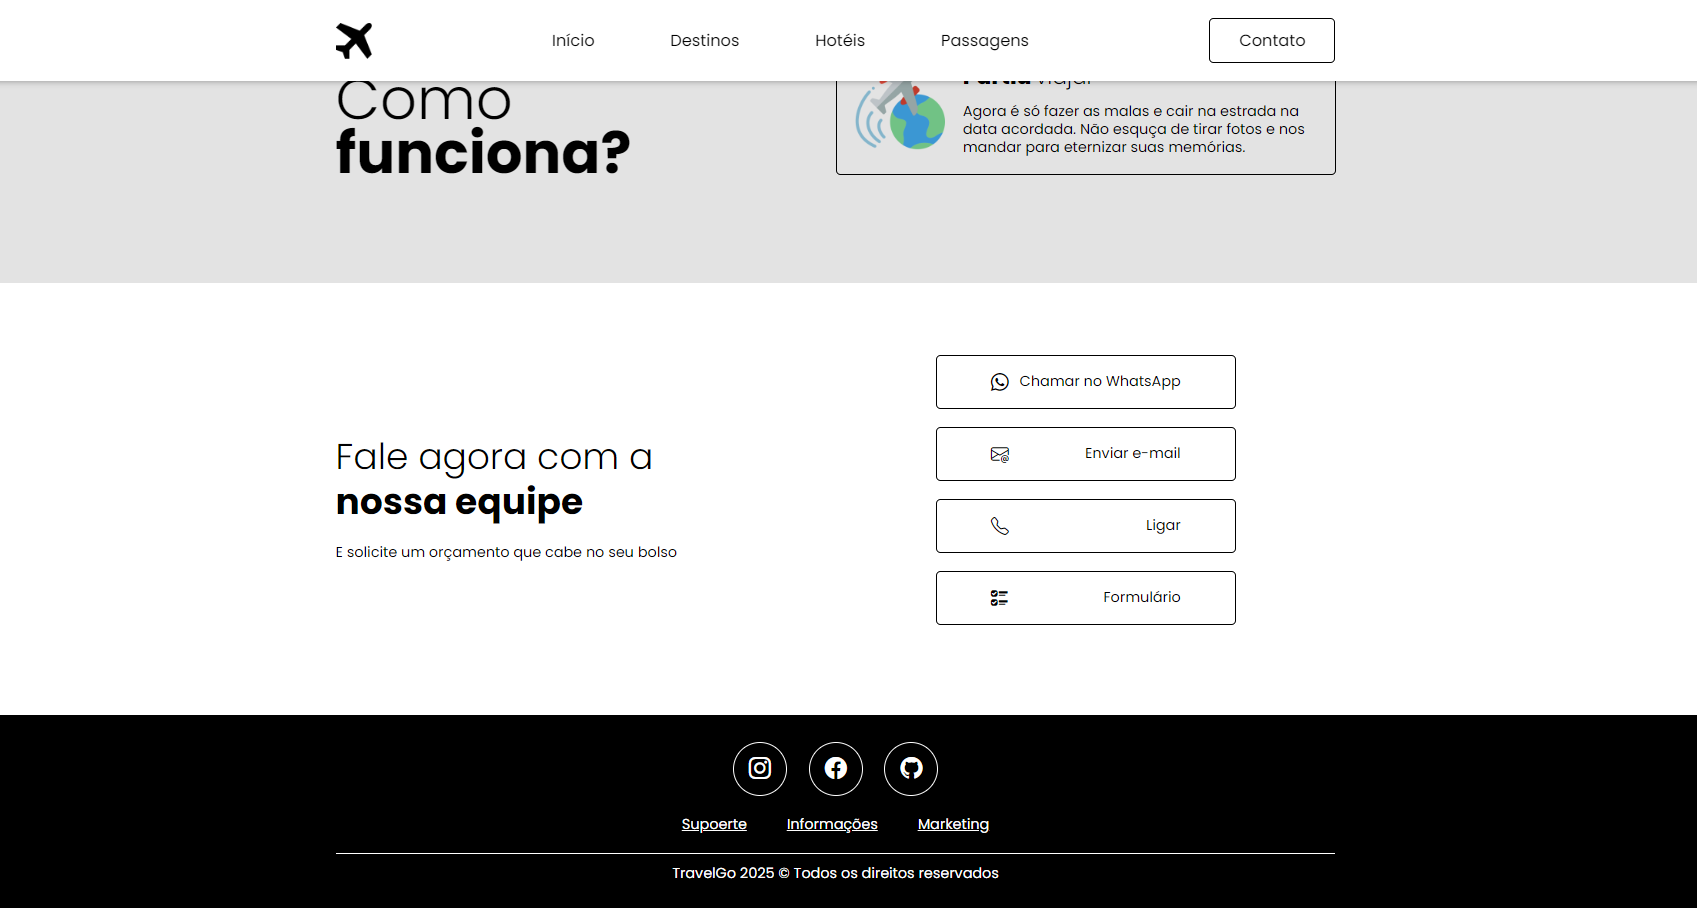 Início
Destinos
Hotéis
Passagens
Contato
Como
funciona?
Partiu viajar
Agora é só fazer as malas e cair na estrada na
data acordada. Não esquça de tirar fotos e nos
mandar para eternizar suas memórias.
Fale agora com a
nossa equipe
E solicite um orçamento que cabe no seu bolso
Chamar no WhatsApp
Enviar e-mail
Ligar
Formulário
Supoerte
Informações
Marketing
TravelGo 2025 © Todos os direitos reservados